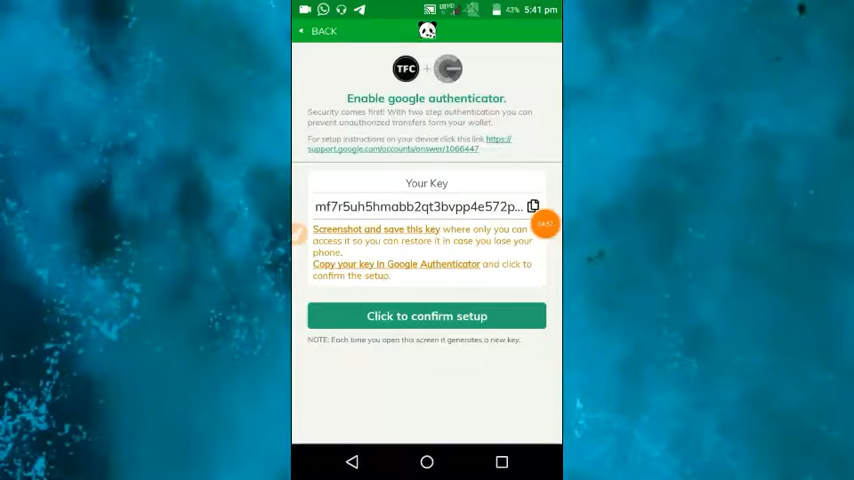 43% 5:41 pm
BACK
TFC +
Enable google authenticator.
Security comes first! With two step authentication you can
prevent unauthorized transfers form your wallet.
For setup instructions on your device click this link https://
support.google.com/accounts/answer/1066447
Your Key
mf7r5uh5hmabb2qt3bvpp4e572p...
Screenshot and save this key where only you can
access it so you can restore it in case you lose your
phone.
Copy your key in Google Authenticator and click to
confirm the setup.
Click to confirm setup
NOTE: Each time you open this screen it generates a new key.